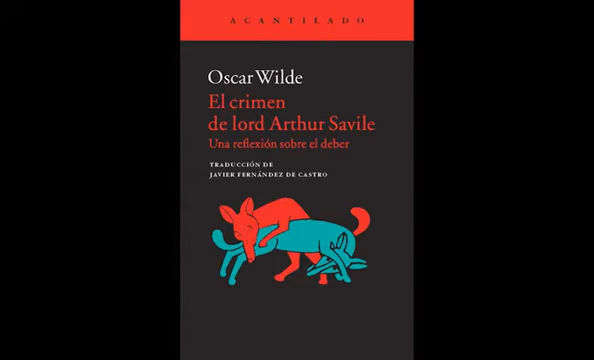 ACANTILADO
Oscar Wilde
El crimen
de lord Arthur Savile
Una reflexión sobre el deber
TRADUCCIÓN DE
JAVIER FERNÁNDEZ DE CASTRO